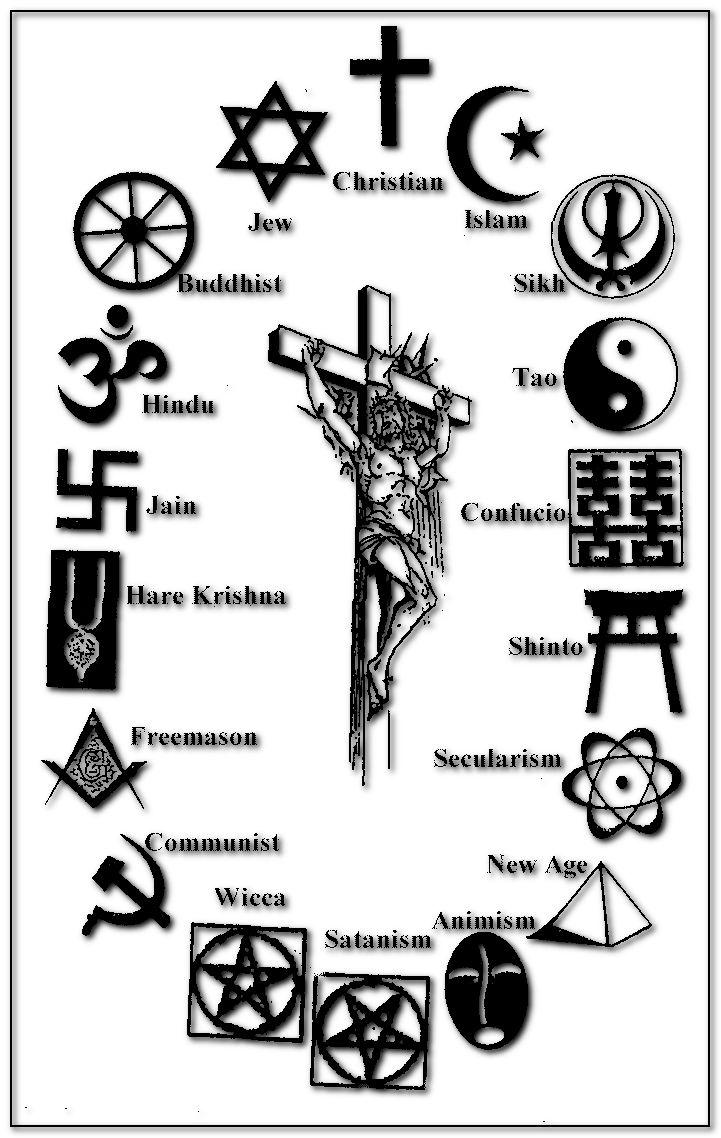 Christian
Jew
Islam
Buddhist
Sikh
Tao
Hindu
Jain
Confucio
Hare Krishna
Shinto
Freemason
Secularism
Communist
New Age
Wicca
Animism
Satanism